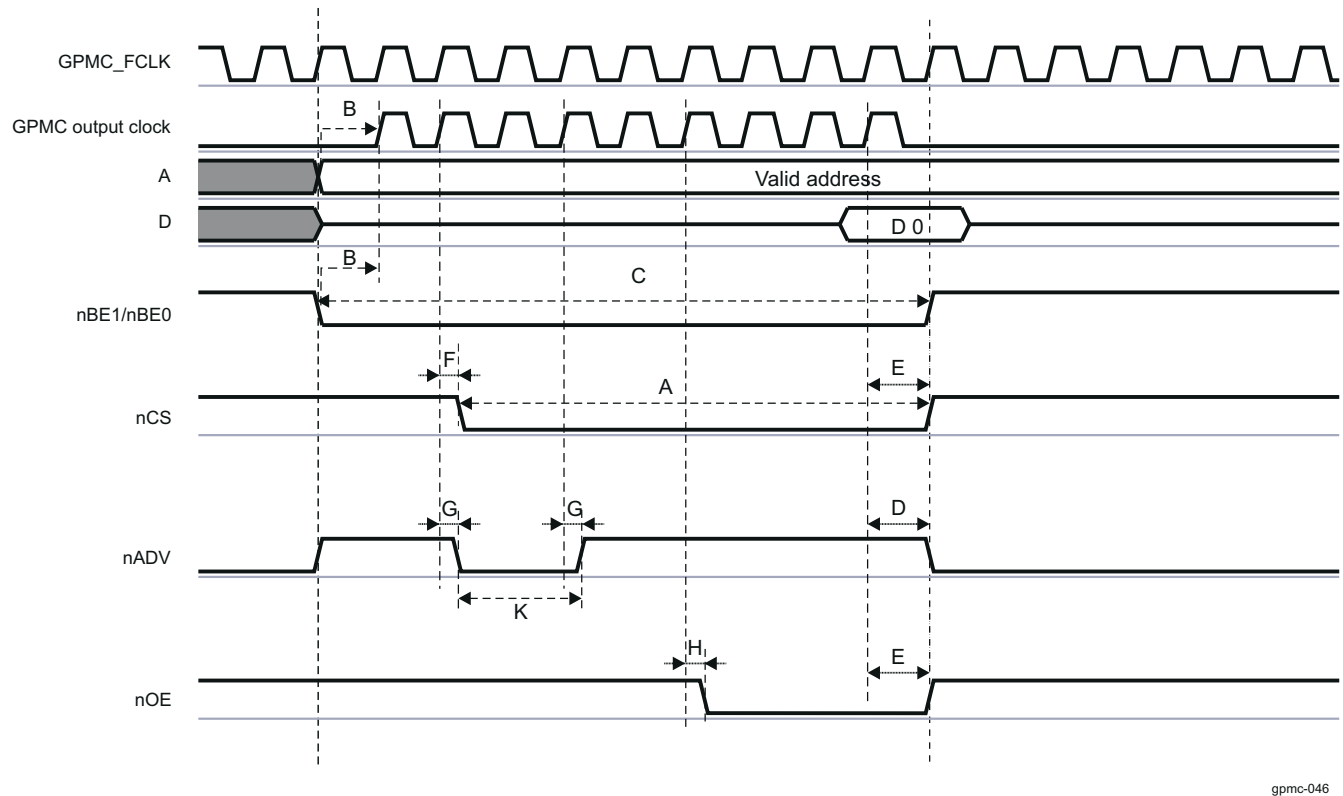 GPMC_FCLK
GPMC output clock
B
A
Valid address
D
D 0
B
C
nBE1/nBE0
F
E
A
nCS
G
G
D
nADV
K
H
E
nOE
gpmc-046